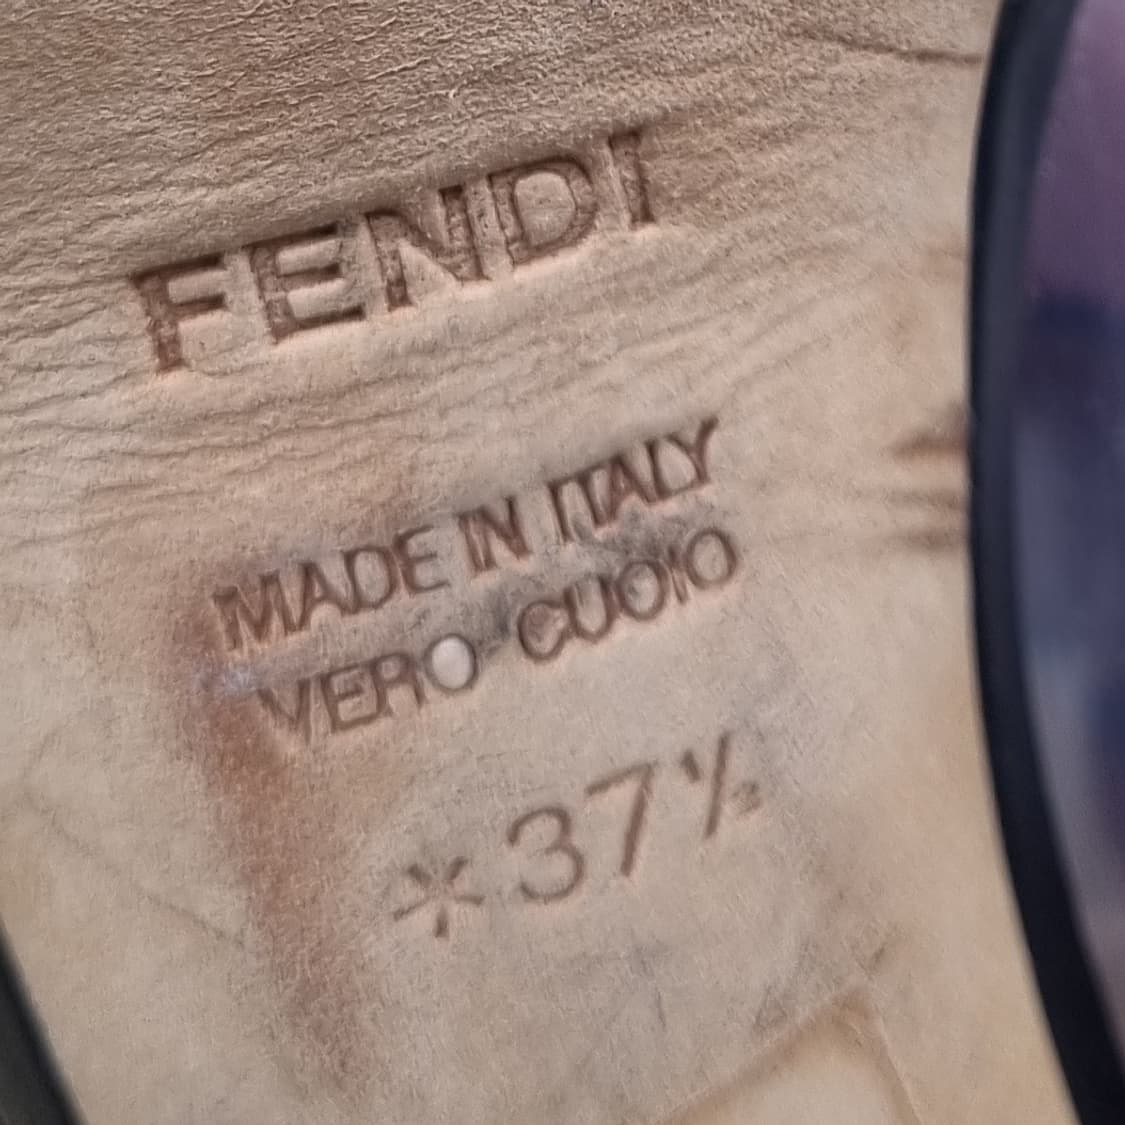 FENDI
MADE IN ITALY
VERO CUOIO
*37½